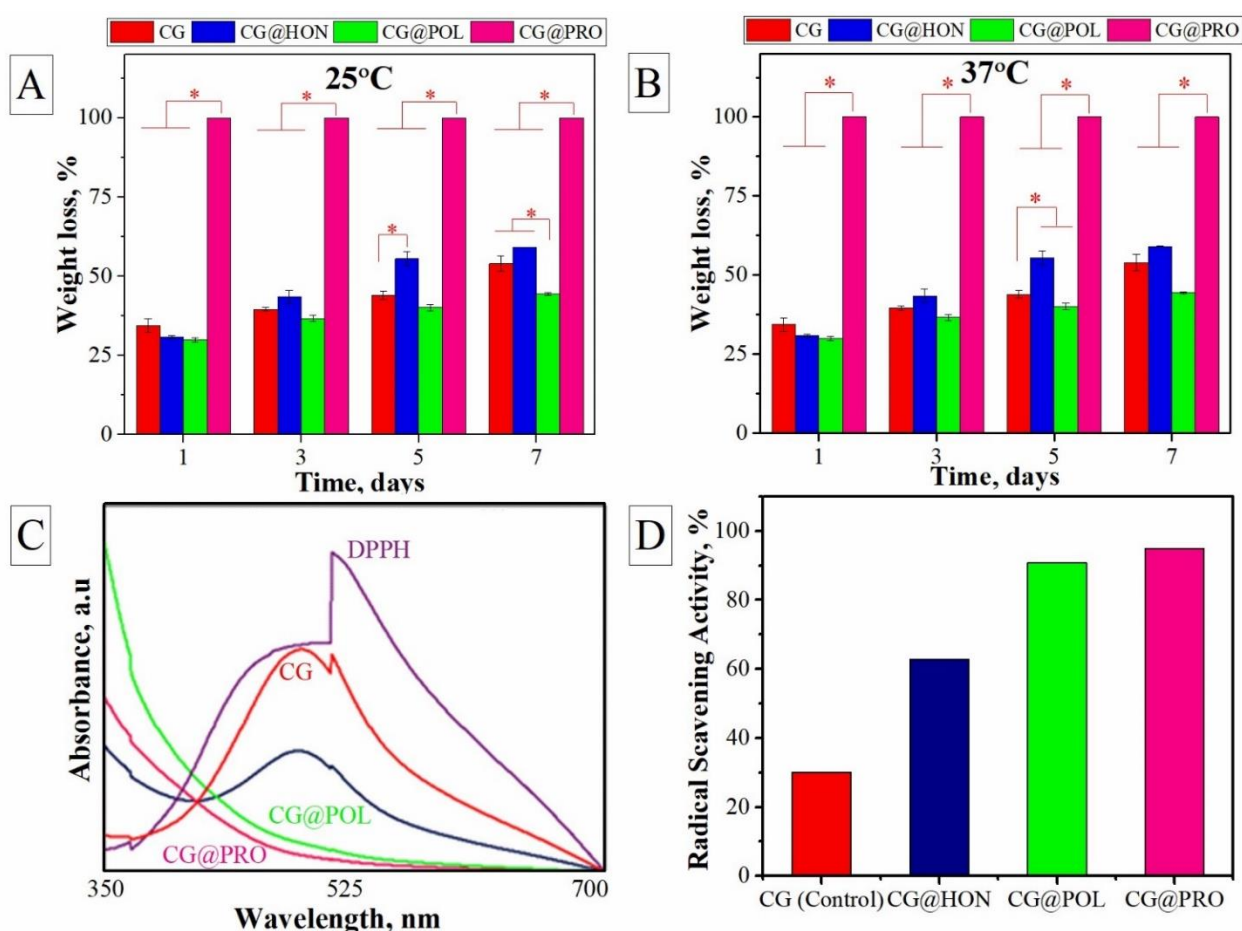 CG CG@HON CG@POL CG@PRO
A
25°C
* * * *
* *
Weight loss, %
100
75
50
25
0
1 3 5 7
Time, days
CG CG@HON CG@POL CG@PRO
B
37°C
* * * *
*
Weight loss, %
100
75
50
25
0
1 3 5 7
Time, days
C
DPPH
CG
CG@POL
CG@PRO
Absorbance, a.u
350 525 700
Wavelength, nm
D
Radical Scavening Activity, %
100
80
60
40
20
0
CG (Control) CG@HON CG@POL CG@PRO